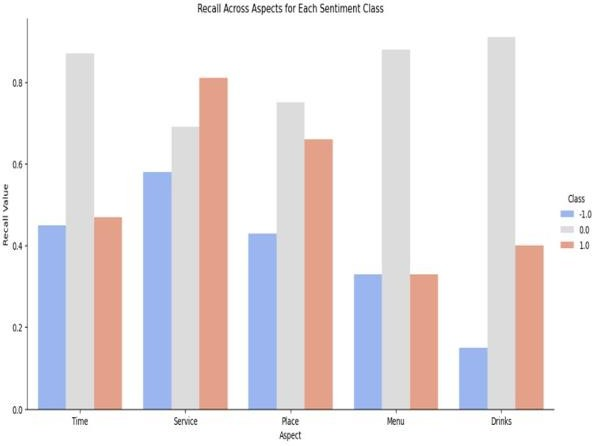 Recall Across Aspects for Each Sentiment Class
0.8
0.6
0.4
0.2
0.0
Recall Value
Time Service Place Menu Drinks
Aspect
Class
-1.0
0.0
1.0